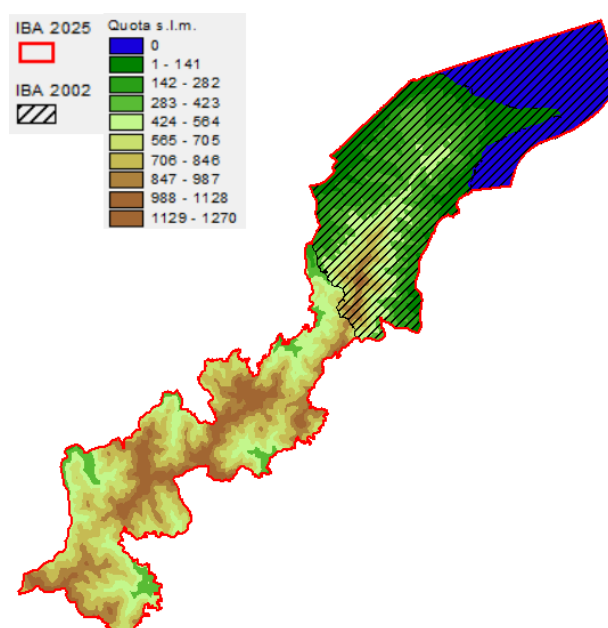 IBA 2025
IBA 2002
Quota s.l.m.
0
1 - 141
142 - 282
283 - 423
424 - 564
565 - 705
706 - 846
847 - 987
988 - 1128
1129 - 1270